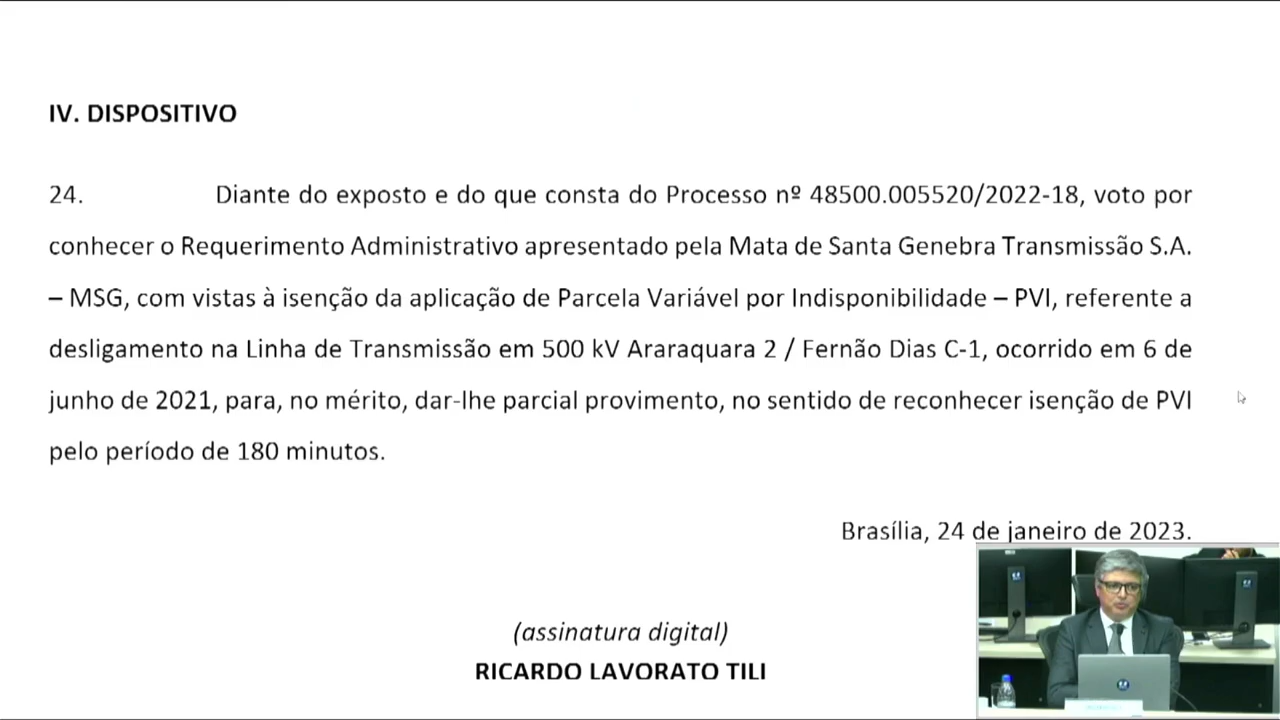 IV. DISPOSITIVO
24. Diante do exposto e do que consta do Processo nº 48500.005520/2022-18, voto por
conhecer o Requerimento Administrativo apresentado pela Mata de Santa Genebra Transmissão S.A.
– MSG, com vistas à isenção da aplicação de Parcela Variável por Indisponibilidade – PVI, referente a
desligamento na Linha de Transmissão em 500 kV Araraquara 2 / Fernão Dias C-1, ocorrido em 6 de
junho de 2021, para, no mérito, dar-lhe parcial provimento, no sentido de reconhecer isenção de PVI
pelo período de 180 minutos.
Brasília, 24 de janeiro de 2023.
(assinatura digital)
RICARDO LAVORATO TILI